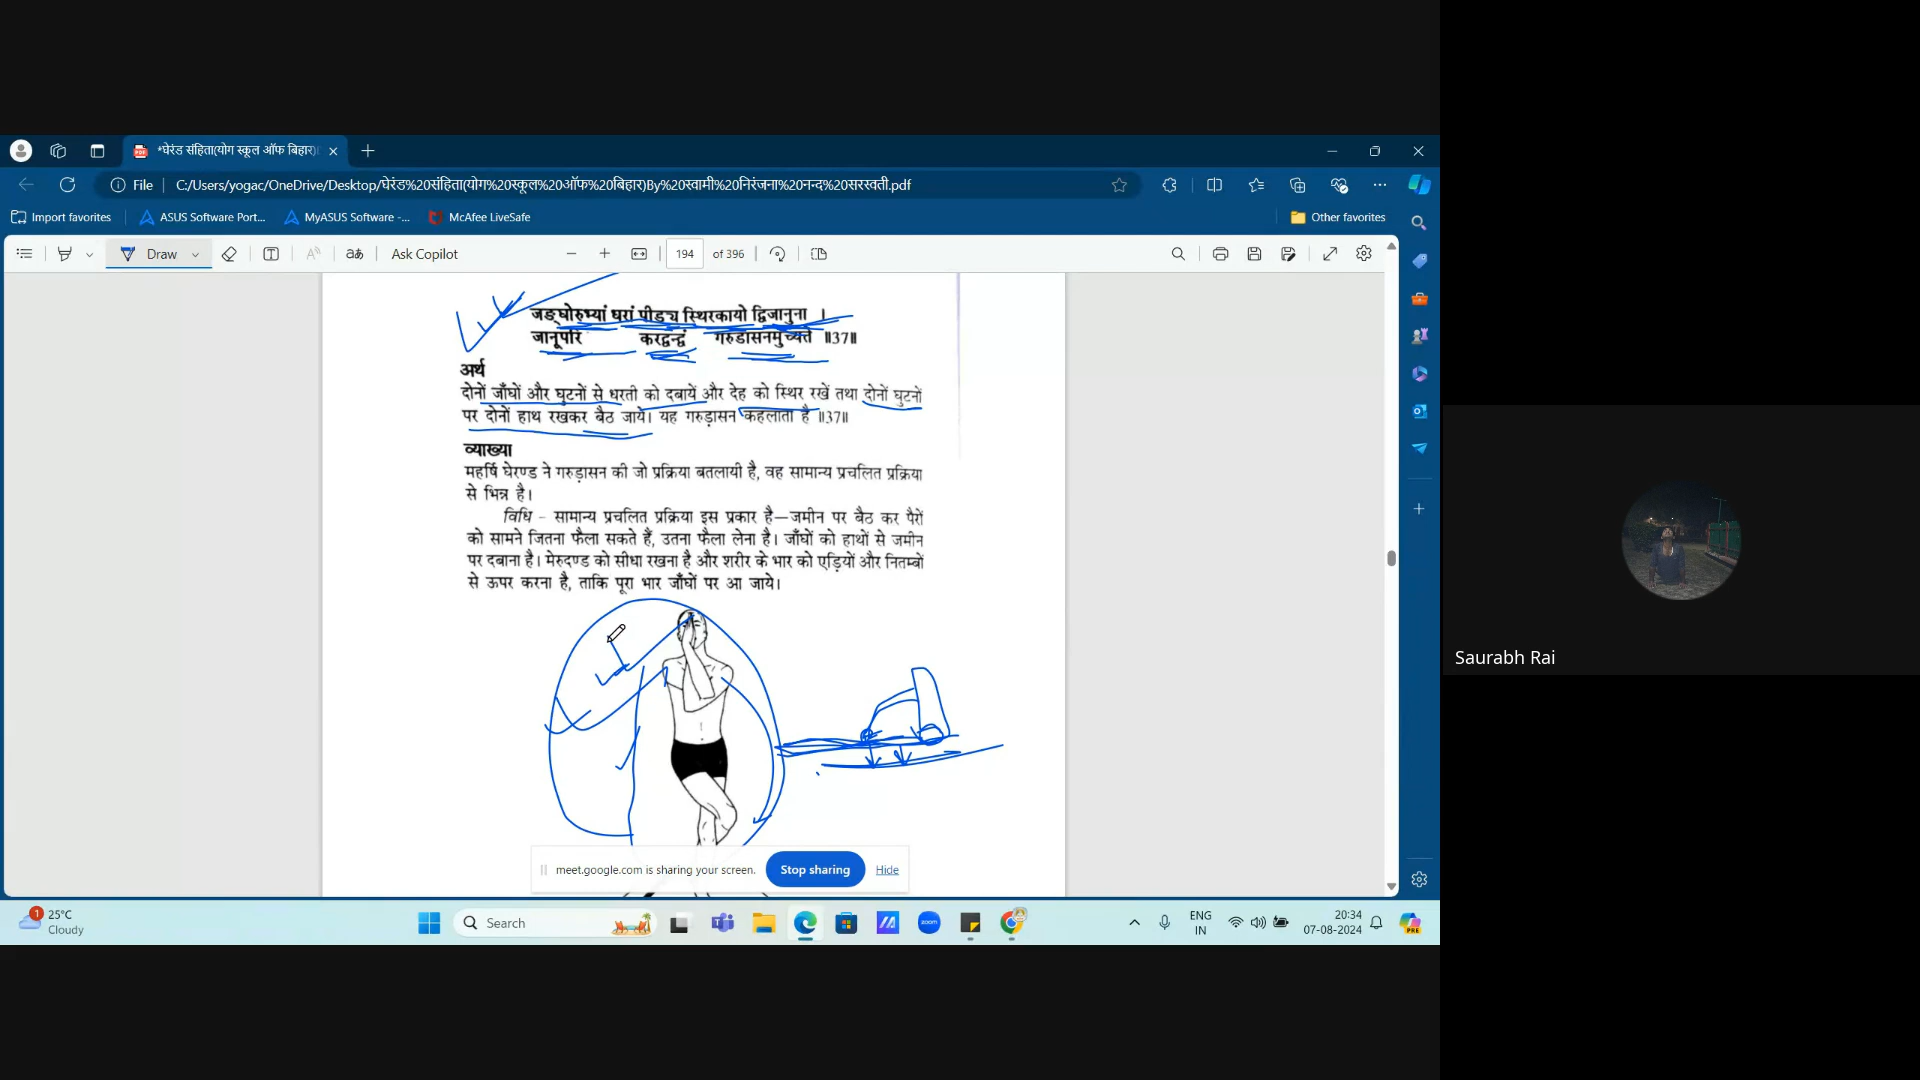 *घेरंड संहिता(योग स्कूल ऑफ बिहार)
File
C:/Users/yogac/OneDrive/Desktop/घेरंड%20संहिता(योग%20स्कूल%20ऑफ%20बिहार)By%20स्वामी%20निरंजना%20नन्द%20सरस्वती.pdf
Import favorites
ASUS Software Port...
MyASUS Software -...
McAfee LiveSafe
Other favorites
Draw
Ask Copilot
194 of 396
जङ्घोरुभ्यां धरां पीड्य स्थिरकायो द्विजानुना ।
जानूपरि करद्वन्द्वं गरुडासनमुच्यते ॥37॥
अर्थ
दोनों जाँघों और घुटनों से धरती को दबायें और देह को स्थिर रखें तथा दोनों घुटनों
पर दोनों हाथ रखकर बैठ जाये। यह गरुड़ासन कहलाता है ॥37॥
व्याख्या
महर्षि घेरण्ड ने गरुड़ासन की जो प्रक्रिया बतलायी है, वह सामान्य प्रचलित प्रक्रिया
से भिन्न है।
विधि – सामान्य प्रचलित प्रक्रिया इस प्रकार है—जमीन पर बैठ कर पैरों
को सामने जितना फैला सकते हैं, उतना फैला लेना है। जाँघों को हाथों से जमीन
पर दबाना है। मेरुदण्ड को सीधा रखना है और शरीर के भार को एड़ियों और नितम्बों
से ऊपर करना है, ताकि पूरा भार जाँघों पर आ जाये।
Saurabh Rai
meet.google.com is sharing your screen.
Stop sharing
Hide
1
25°C
Cloudy
Search
zoom
ENG
IN
20:34
07-08-2024
PRE